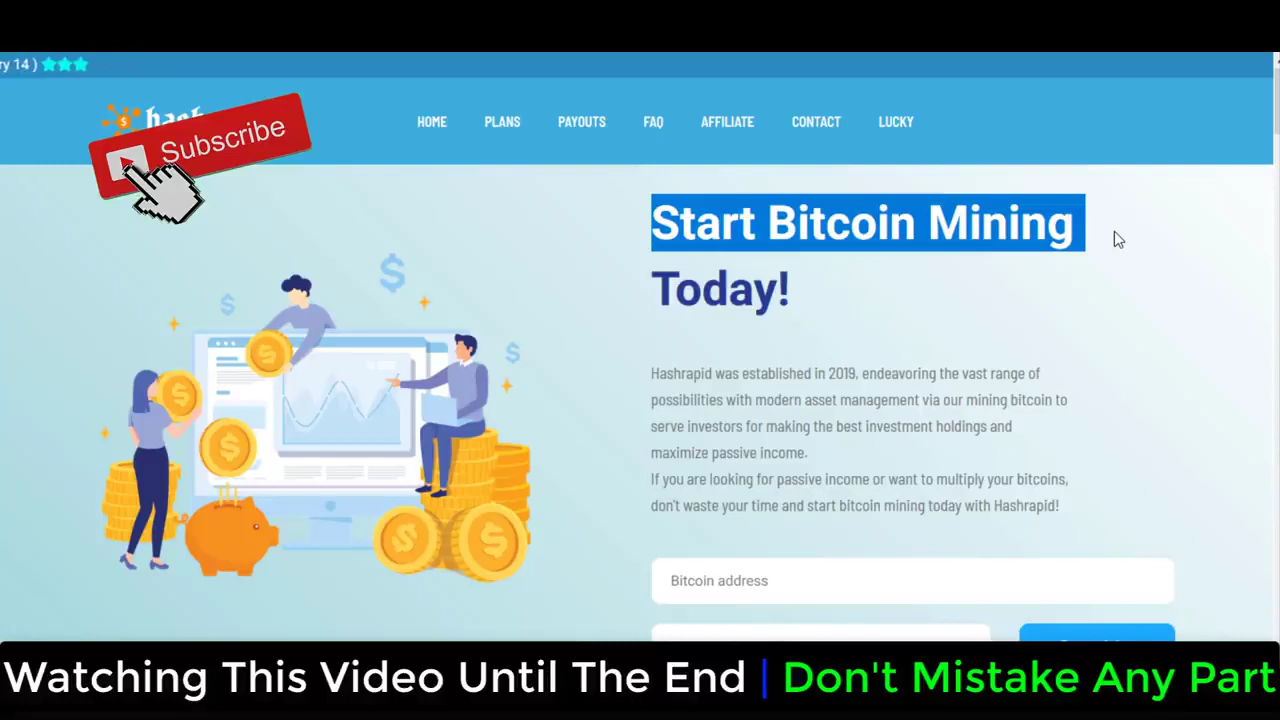 ry 14 )
Subscribe
HOME PLANS PAYOUTS FAQ AFFILIATE CONTACT LUCKY
Start Bitcoin Mining
Today!
Hashrapid was established in 2019, endeavoring the vast range of
possibilities with modern asset management via our mining bitcoin to
serve investors for making the best investment holdings and
maximize passive income.
If you are looking for passive income or want to multiply your bitcoins,
don't waste your time and start bitcoin mining today with Hashrapid!
Bitcoin address
Watching This Video Until The End | Don't Mistake Any Part